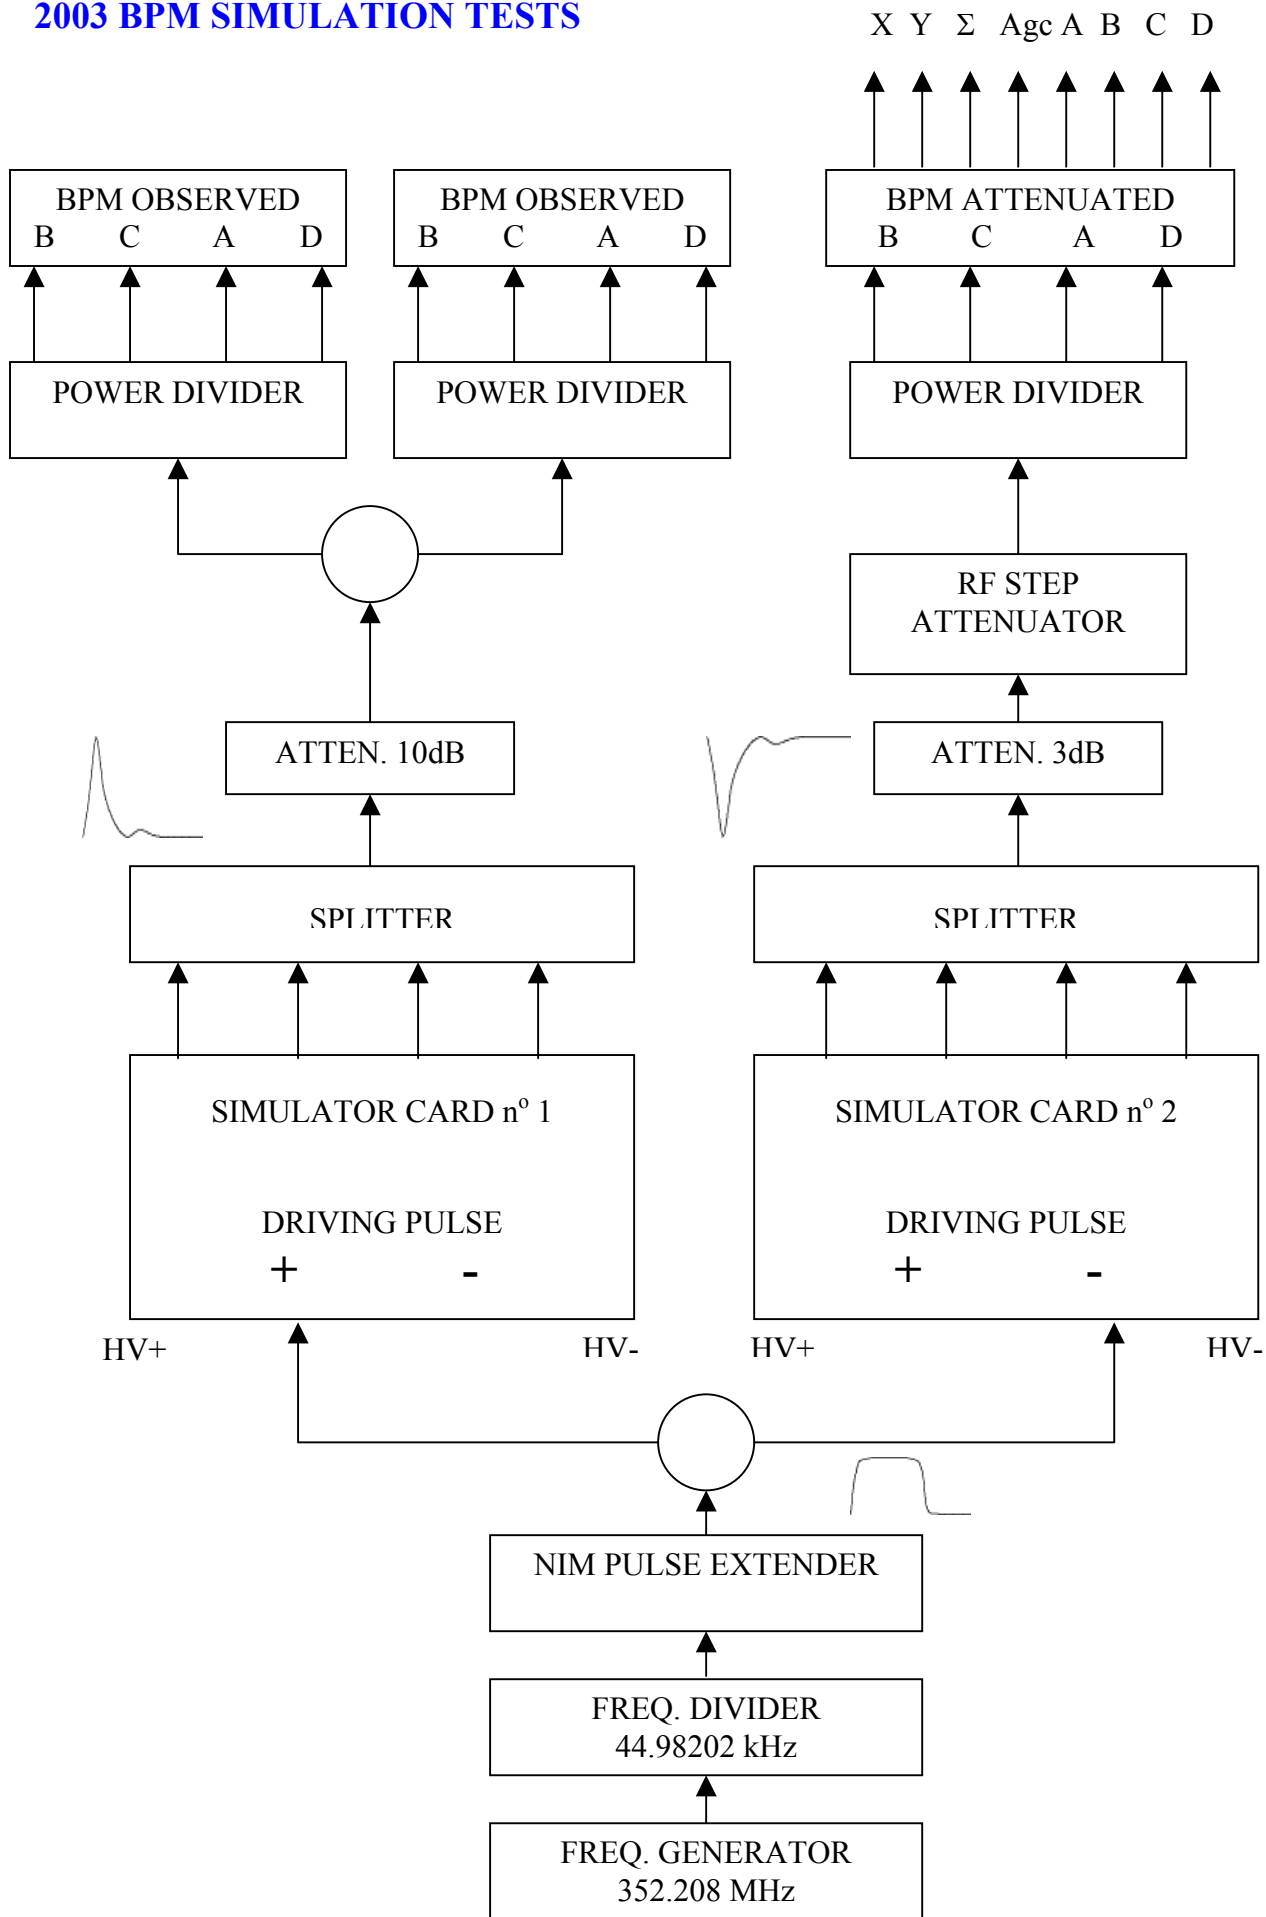 2003 BPM SIMULATION TESTS
X Y Σ Agc A B C D
BPM OBSERVED
B C A D
BPM OBSERVED
B C A D
BPM ATTENUATED
B C A D
POWER DIVIDER
POWER DIVIDER
POWER DIVIDER
RF STEP
ATTENUATOR
ATTEN. 10dB
ATTEN. 3dB
SPLITTER
SPLITTER
SIMULATOR CARD nº 1
SIMULATOR CARD nº 2
DRIVING PULSE
+ -
DRIVING PULSE
+ -
HV+
HV-
HV+
HV-
NIM PULSE EXTENDER
FREQ. DIVIDER
44.98202 kHz
FREQ. GENERATOR
352.208 MHz